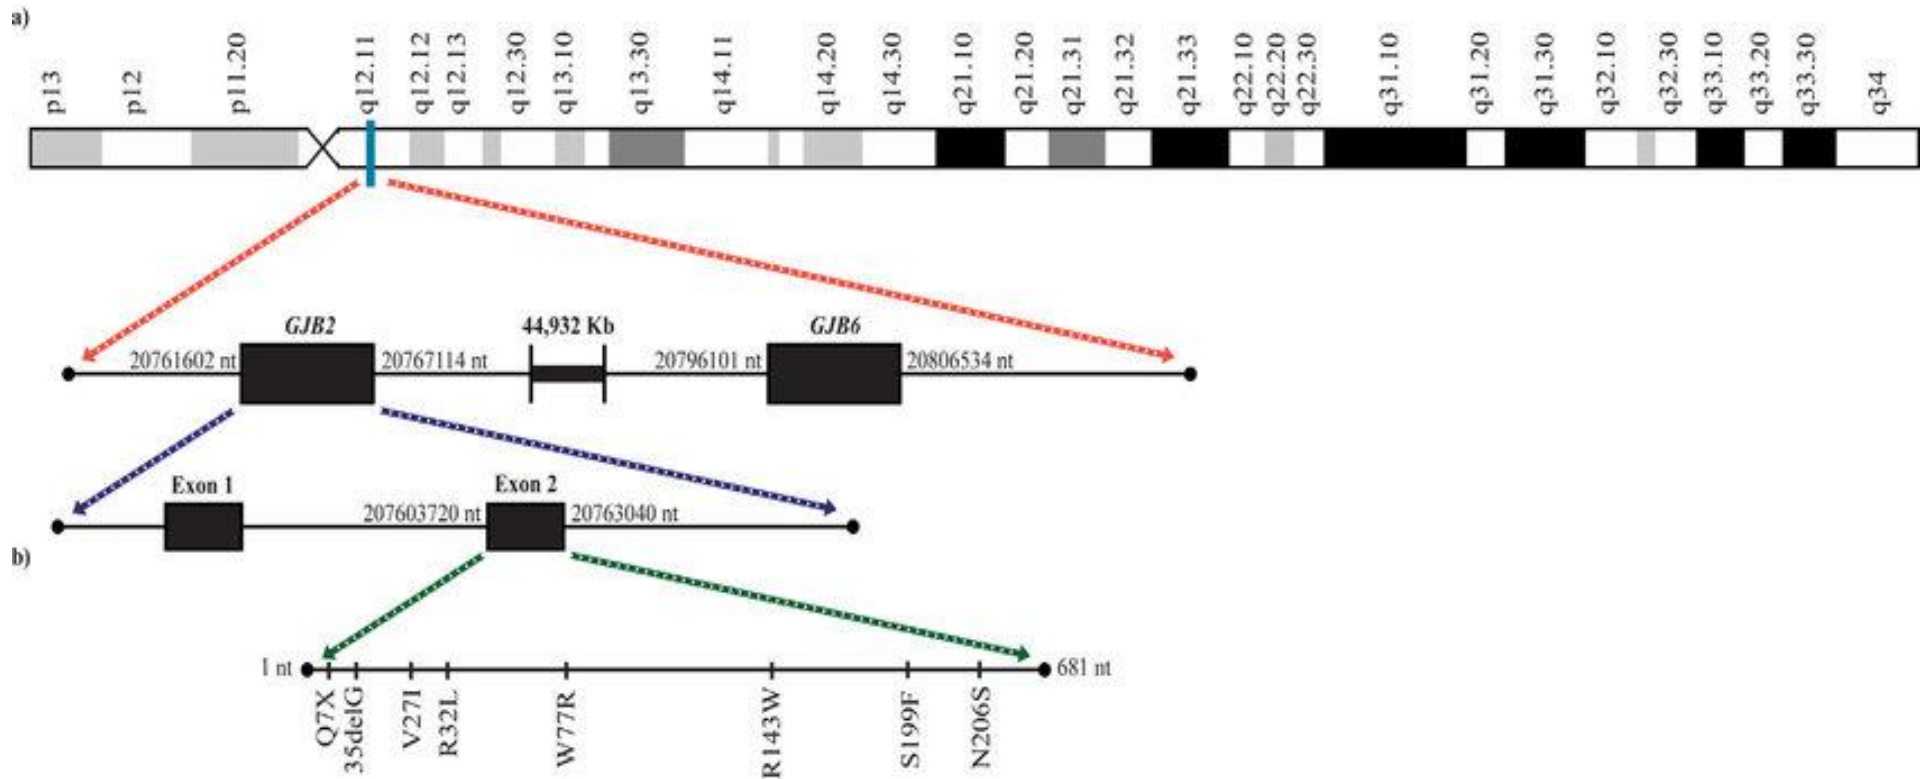 a)
p13
p12
p11.20
q12.11
q12.12
q12.13
q12.30
q13.10
q13.30
q14.11
q14.20
q14.30
q21.10
q21.20
q21.31
q21.32
q21.33
q22.10
q22.20
q22.30
q31.10
q31.20
q31.30
q32.10
q32.30
q33.10
q33.20
q33.30
q34
GJB2
44,932 Kb
GJB6
20761602 nt
20767114 nt
20796101 nt
20806534 nt
Exon 1
Exon 2
207603720 nt
20763040 nt
b)
1 nt
681 nt
Q7X
35delG
V27I
R32L
W77R
R143W
S199F
N206S